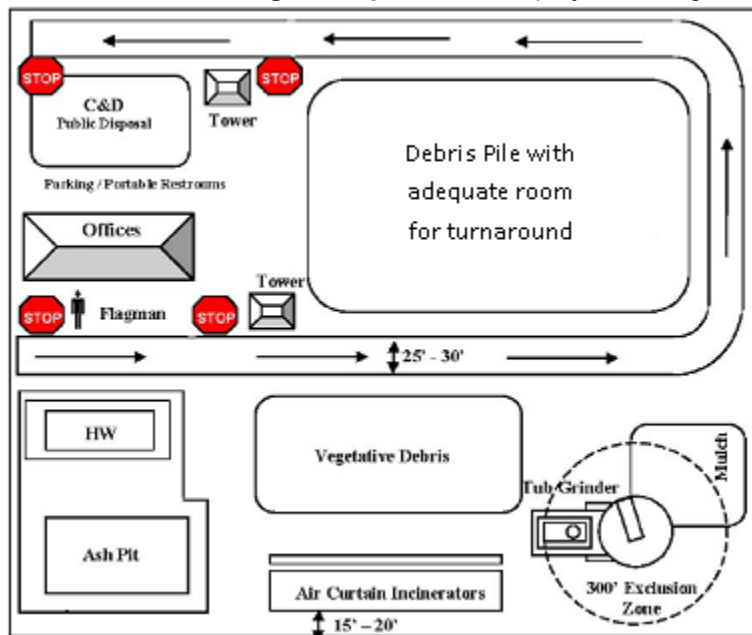 STOP
STOP
C&D
Public Disposal
Tower
Debris Pile with
adequate room
for turnaround
Parking / Portable Restrooms
Offices
Tower
STOP
Flagman
STOP
25' - 30'
HW
Vegetative Debris
Mulch
Tub Grinder
Ash Pit
Air Curtain Incinerators
300' Exclusion
Zone
15' – 20'